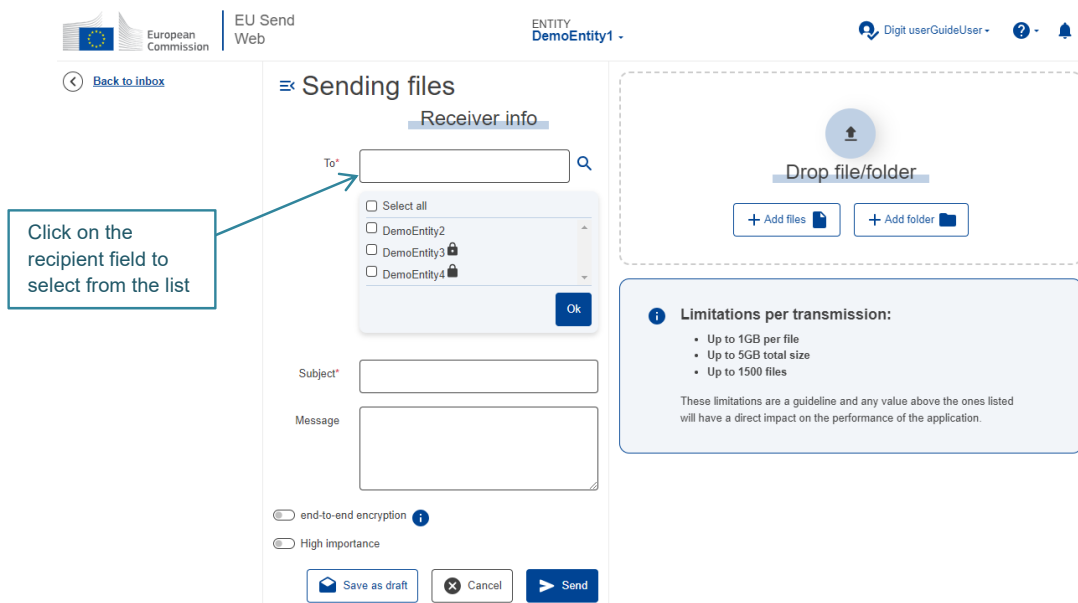 European
Commission
EU Send
Web
ENTITY
DemoEntity1
Digit userGuideUser
?
Back to inbox
Sending files
Receiver info
To*
Select all
DemoEntity2
DemoEntity3
DemoEntity4
Ok
Click on the
recipient field to
select from the list
Subject*
Message
end-to-end encryption i
High importance
Save as draft
Cancel
Send
Drop file/folder
+ Add files
+ Add folder
i Limitations per transmission:
• Up to 1GB per file
• Up to 5GB total size
• Up to 1500 files
These limitations are a guideline and any value above the ones listed
will have a direct impact on the performance of the application.